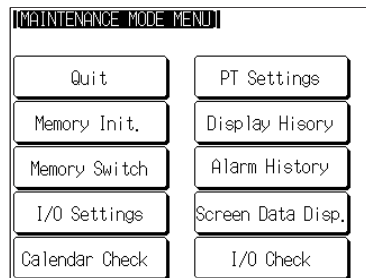 [MAINTENANCE MODE MENU]
Quit
PT Settings
Memory Init.
Display Hisory
Memory Switch
Alarm History
I/O Settings
Screen Data Disp.
Calendar Check
I/O Check